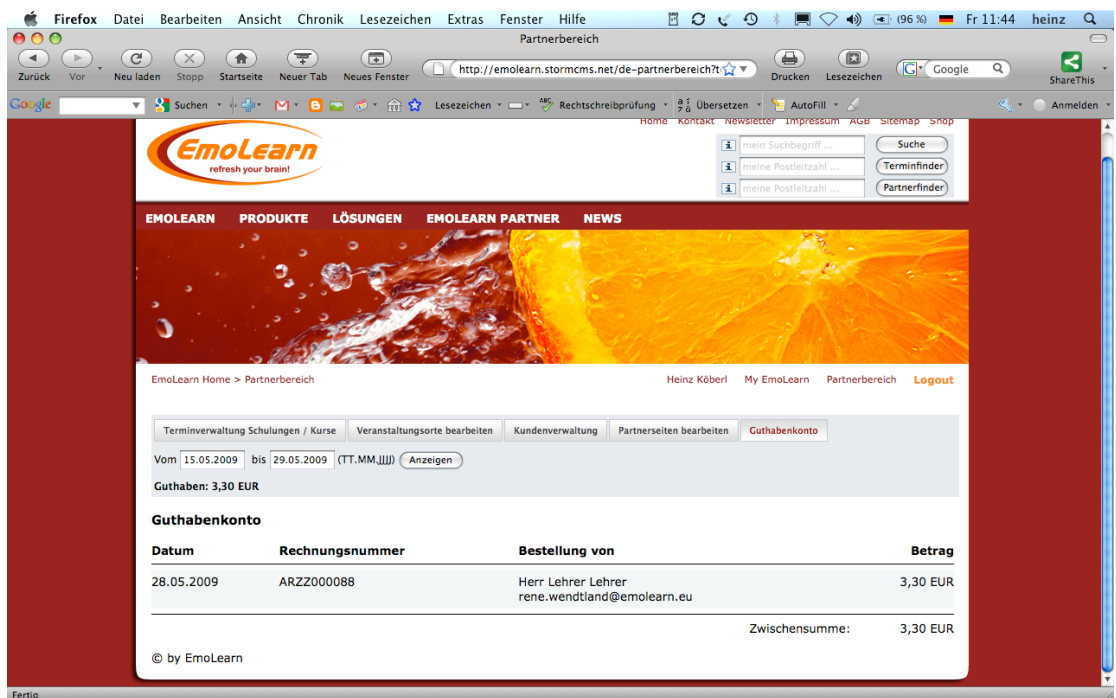 Firefox Datei Bearbeiten Ansicht Chronik Lesezeichen Extras Fenster Hilfe (96 %) Fr 11:44 heinz
Partnerbereich
http://emolearn.stormcms.net/de-partnerbereich?t Google
Zurück Vor Neu laden Stopp Startseite Neuer Tab Neues Fenster Drucken Lesezeichen ShareThis
Google Suchen Lesezeichen Rechtschreibprüfung Übersetzen AutoFill Anmelden
Home Kontakt Newsletter Impressum AGB Sitemap Shop
EmoLearn
refresh your brain!
mein Suchbegriff ... Suche
meine Postleitzahl ... Terminfinder
meine Postleitzahl ... Partnerfinder
EMOLEARN PRODUKTE LÖSUNGEN EMOLEARN PARTNER NEWS
EmoLearn Home > Partnerbereich Heinz Köberl My EmoLearn Partnerbereich Logout
Terminverwaltung Schulungen / Kurse Veranstaltungsorte bearbeiten Kundenverwaltung Partnerseiten bearbeiten Guthabenkonto
Vom 15.05.2009 bis 29.05.2009 (TT.MM.JJJJ) Anzeigen
Guthaben: 3,30 EUR
Guthabenkonto
Datum Rechnungsnummer Bestellung von Betrag
28.05.2009 ARZZ000088 Herr Lehrer Lehrer 3,30 EUR
rene.wendtland@emolearn.eu
Zwischensumme: 3,30 EUR
© by EmoLearn
Fertig